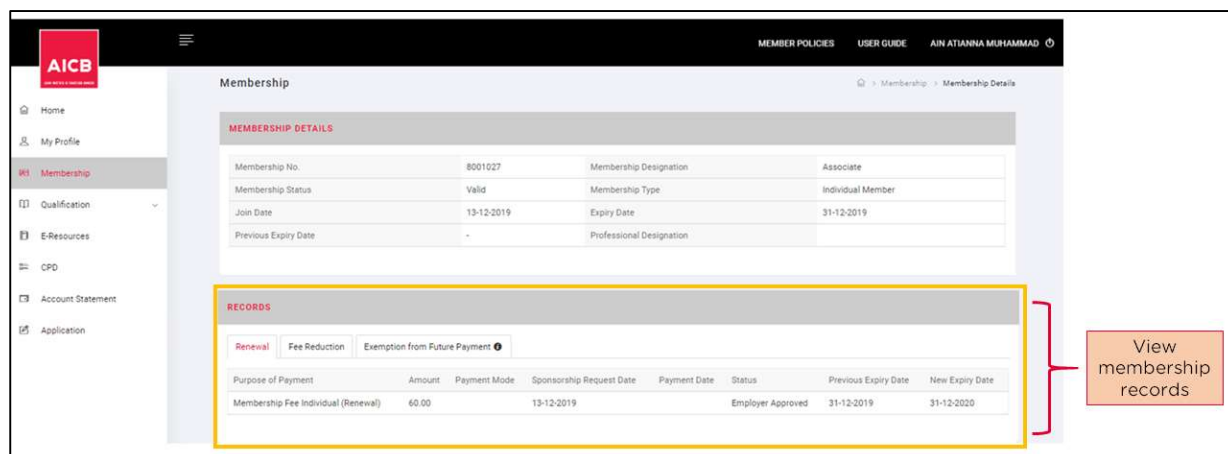 MEMBER POLICIES USER GUIDE AIN ATIANNA MUHAMMAD
AICB
Membership
Membership > Membership Details
Home
My Profile
Membership
Qualification
E-Resources
CPD
Account Statement
Application
MEMBERSHIP DETAILS
Membership No. 8001027 Membership Designation Associate
Membership Status Valid Membership Type Individual Member
Join Date 13-12-2019 Expiry Date 31-12-2019
Previous Expiry Date - Professional Designation
RECORDS
Renewal Fee Reduction Exemption from Future Payment
Purpose of Payment Amount Payment Mode Sponsorship Request Date Payment Date Status Previous Expiry Date New Expiry Date
Membership Fee Individual (Renewal) 60.00 13-12-2019 Employer Approved 31-12-2019 31-12-2020
View
membership
records